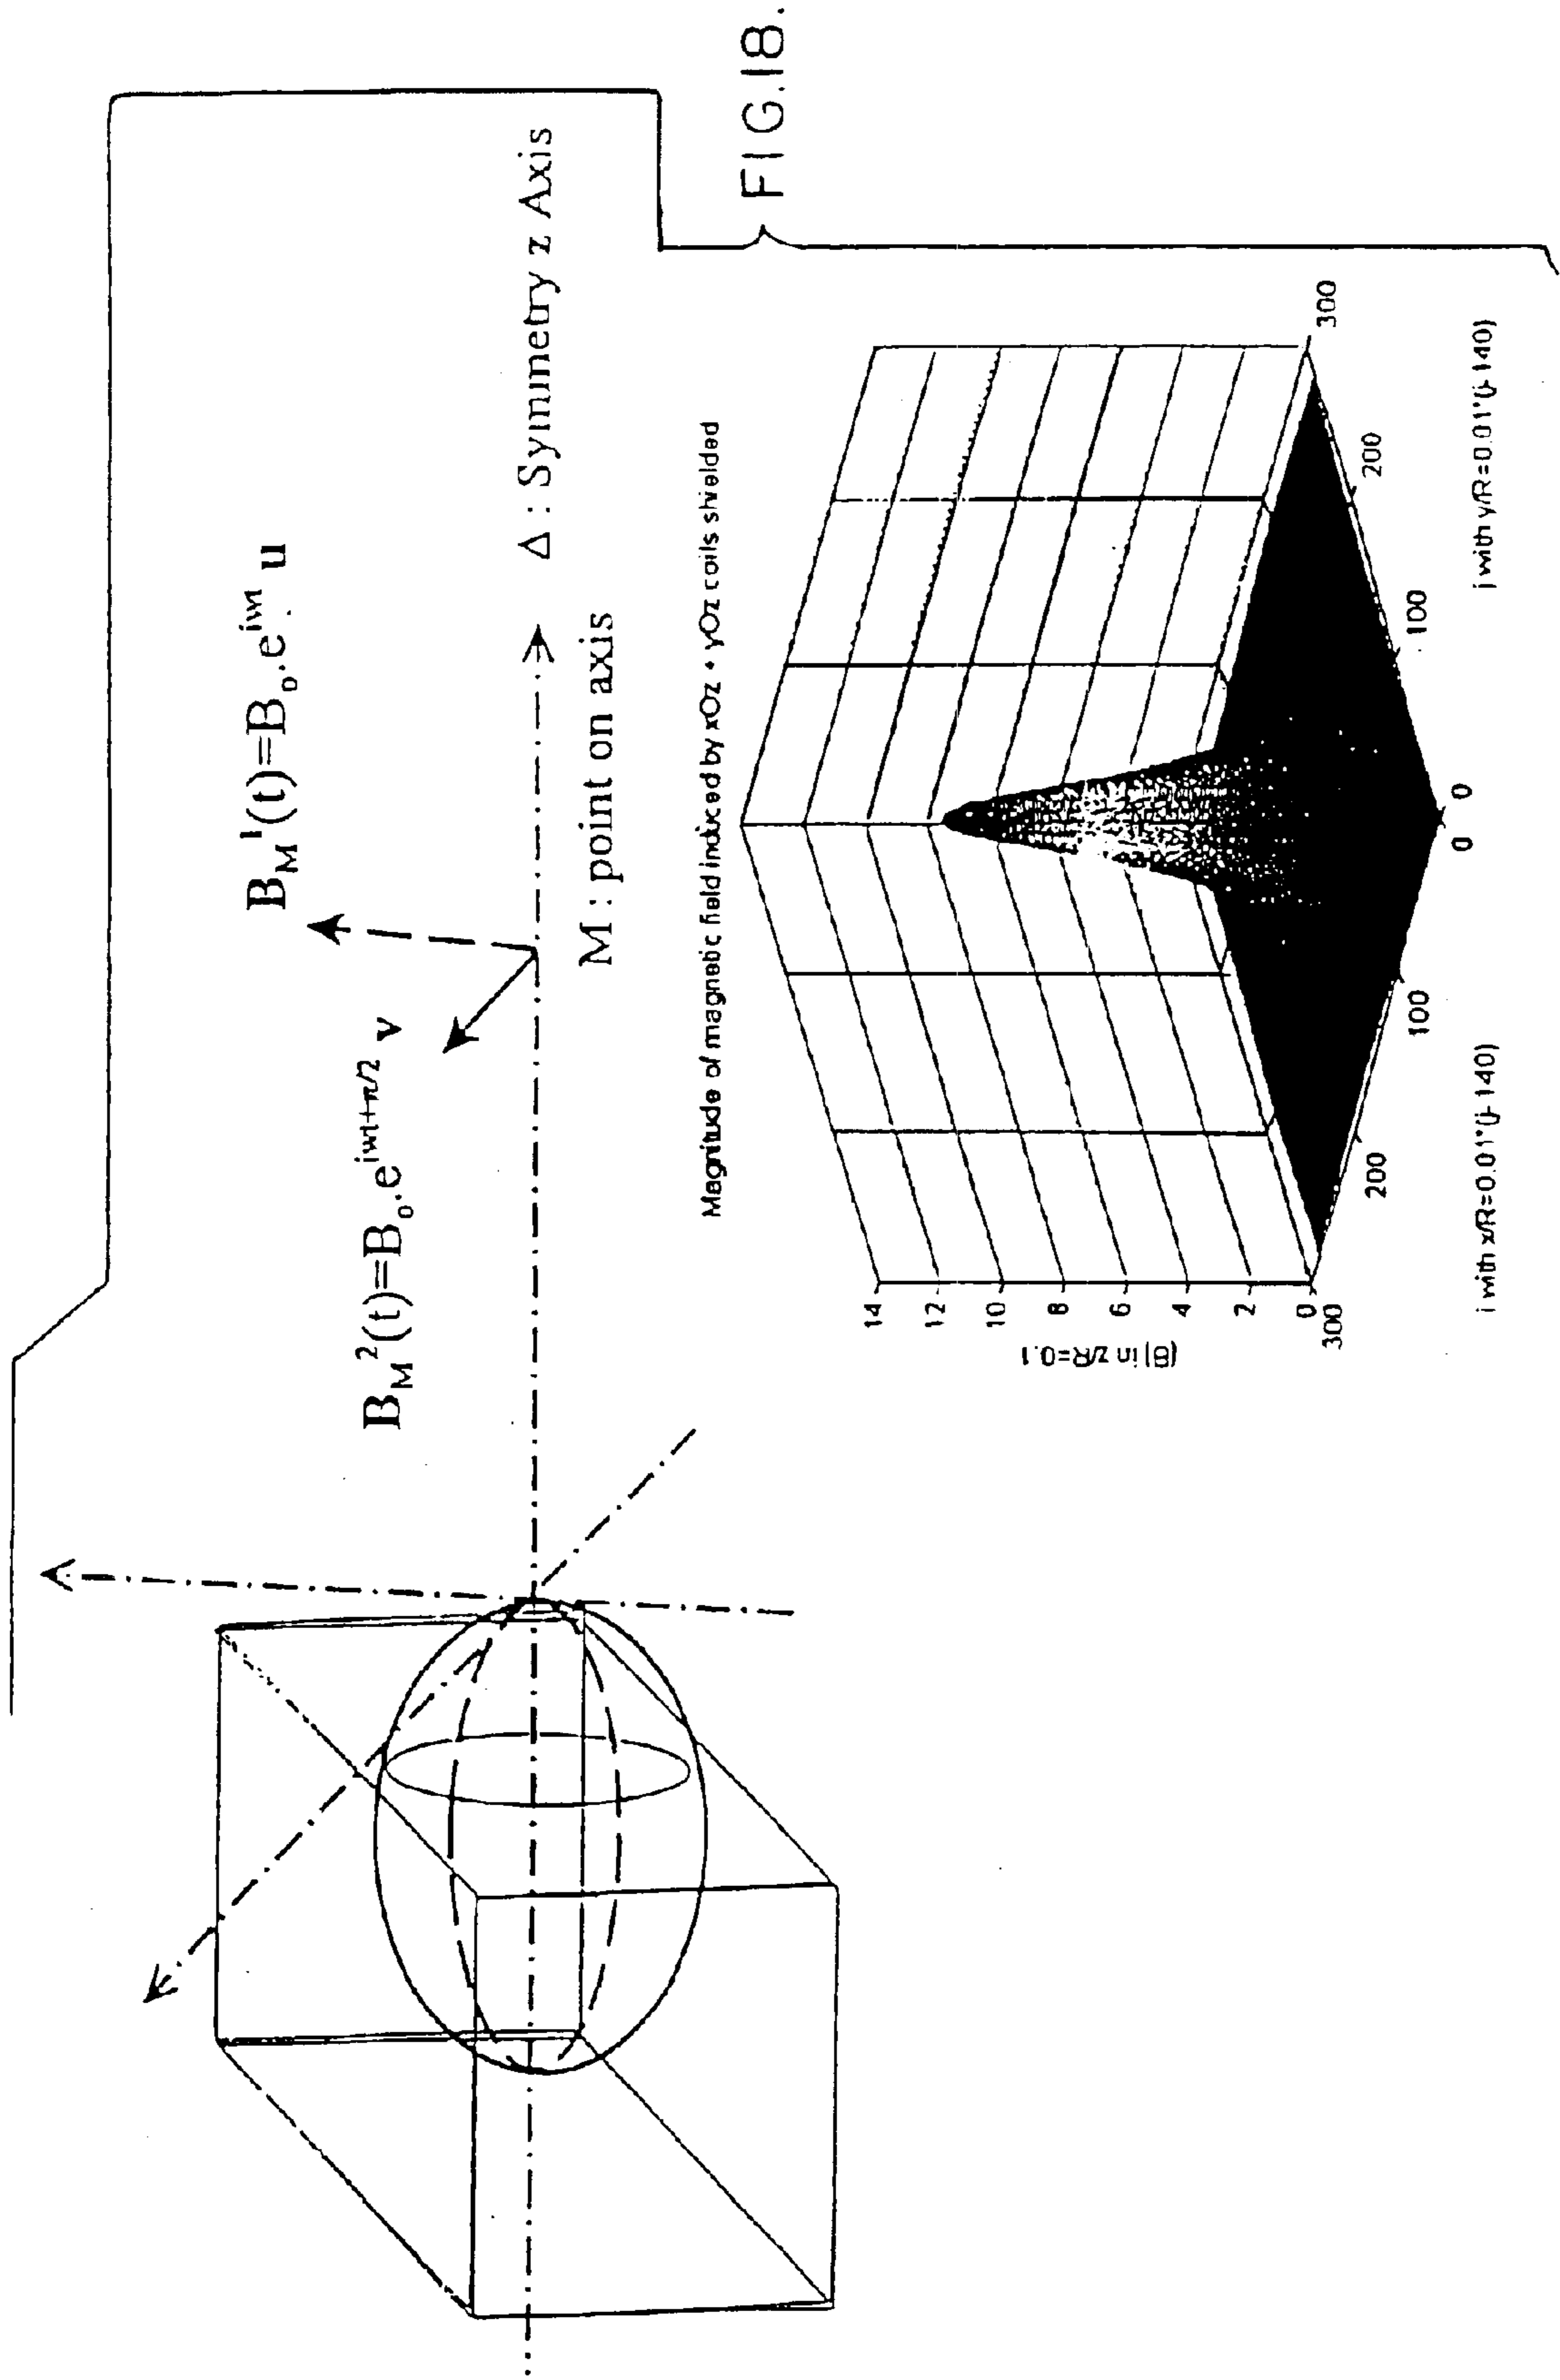 FIG.18.
B_M^1(t)=B_o.e^iwt u
B_M^2(t)=B_o.e^iwt+π/2 v
Δ : Symmetry z Axis
M : point on axis
Magnitude of magnetic field induced by xOz + yOz coils shielded
14
12
10
8
6
4
2
0
|B| in z/R=0.1
300
200
100
0
0
100
200
300
i with x/R=0.01*(j-140)
j with y/R=0.01*(j-140)